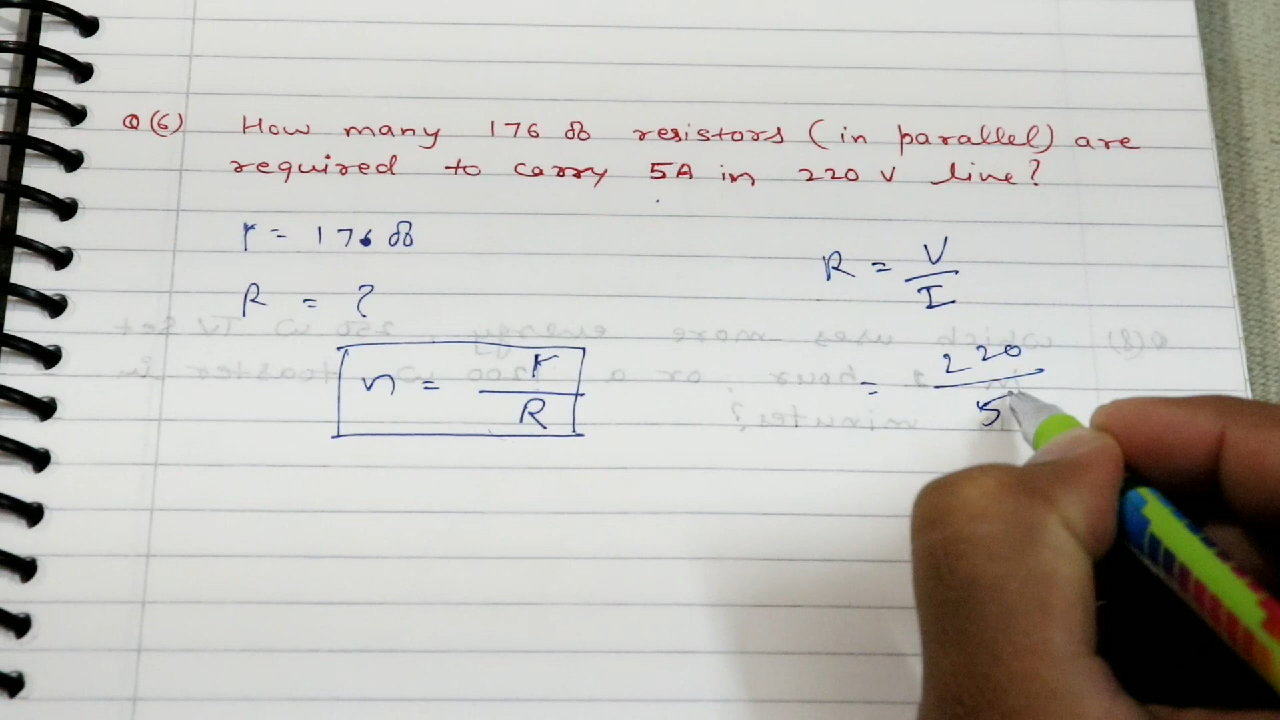 Q(6) How many 176 Ω resistors (in parallel) are
required to carry 5A in 220 V line?
r = 176 Ω
R = ?
n = r / R
R = V / I
= 220 / 5